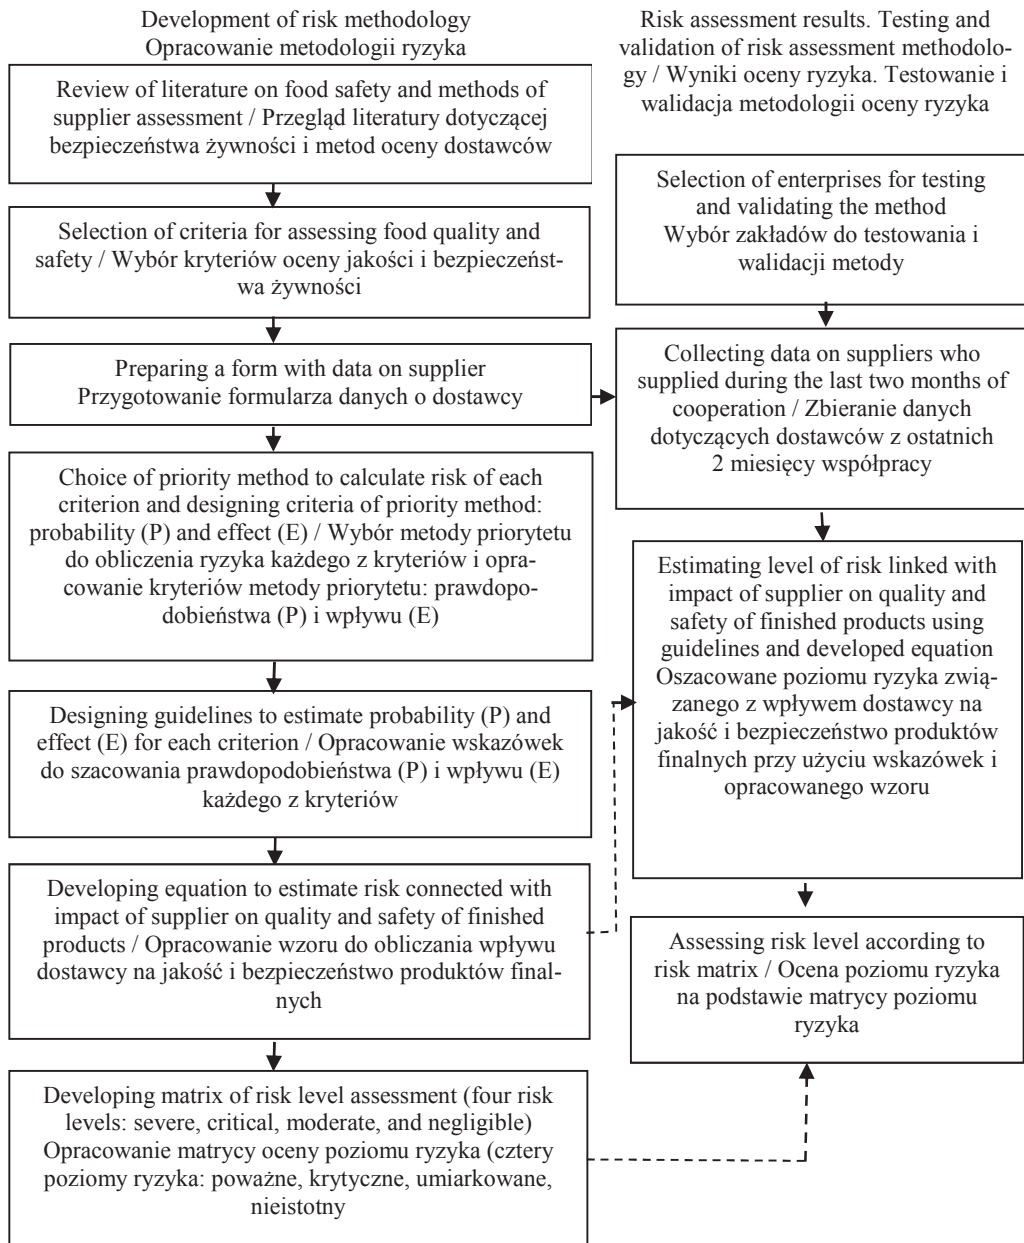 Development of risk methodology
Opracowanie metodologii ryzyka
Review of literature on food safety and methods of
supplier assessment / Przegląd literatury dotyczącej
bezpieczeństwa żywności i metod oceny dostawców
Selection of criteria for assessing food quality and
safety / Wybór kryteriów oceny jakości i bezpieczeńst-
wa żywności
Preparing a form with data on supplier
Przygotowanie formularza danych o dostawcy
Choice of priority method to calculate risk of each
criterion and designing criteria of priority method:
probability (P) and effect (E) / Wybór metody priorytetu
do obliczenia ryzyka każdego z kryteriów i opra-
cowanie kryteriów metody priorytetu: prawdopo-
dobieństwa (P) i wpływu (E)
Designing guidelines to estimate probability (P) and
effect (E) for each criterion / Opracowanie wskazówek
do szacowania prawdopodobieństwa (P) i wpływu (E)
każdego z kryteriów
Developing equation to estimate risk connected with
impact of supplier on quality and safety of finished
products / Opracowanie wzoru do obliczania wpływu
dostawcy na jakość i bezpieczeństwo produktów final-
nych
Developing matrix of risk level assessment (four risk
levels: severe, critical, moderate, and negligible)
Opracowanie matrycy oceny poziomu ryzyka (cztery
poziomy ryzyka: poważne, krytyczne, umiarkowane,
nieistotny
Risk assessment results. Testing and
validation of risk assessment methodolo-
gy / Wyniki oceny ryzyka. Testowanie i
walidacja metodologii oceny ryzyka
Selection of enterprises for testing
and validating the method
Wybór zakładów do testowania i
walidacji metody
Collecting data on suppliers who
supplied during the last two months of
cooperation / Zbieranie danych
dotyczących dostawców z ostatnich
2 miesięcy współpracy
Estimating level of risk linked with
impact of supplier on quality and
safety of finished products using
guidelines and developed equation
Oszacowane poziomu ryzyka zwią-
zanego z wpływem dostawcy na
jakość i bezpieczeństwo produktów
finalnych przy użyciu wskazówek i
opracowanego wzoru
Assessing risk level according to
risk matrix / Ocena poziomu ryzyka
na podstawie matrycy poziomu
ryzyka